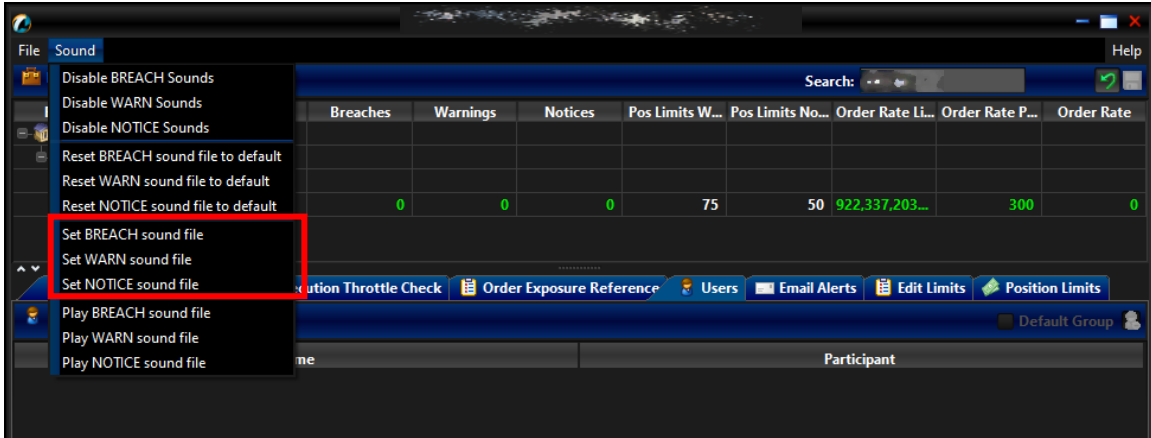 File Sound Help
Disable BREACH Sounds
Disable WARN Sounds
Disable NOTICE Sounds
Reset BREACH sound file to default
Reset WARN sound file to default
Reset NOTICE sound file to default
Set BREACH sound file
Set WARN sound file
Set NOTICE sound file
Play BREACH sound file
Play WARN sound file
Play NOTICE sound file
Search:
Breaches Warnings Notices Pos Limits W... Pos Limits No... Order Rate Li... Order Rate P... Order Rate
0 0 0 75 50 922,337,203... 300 0
Throttle Check Order Exposure Reference Users Email Alerts Edit Limits Position Limits
Default Group
Participant